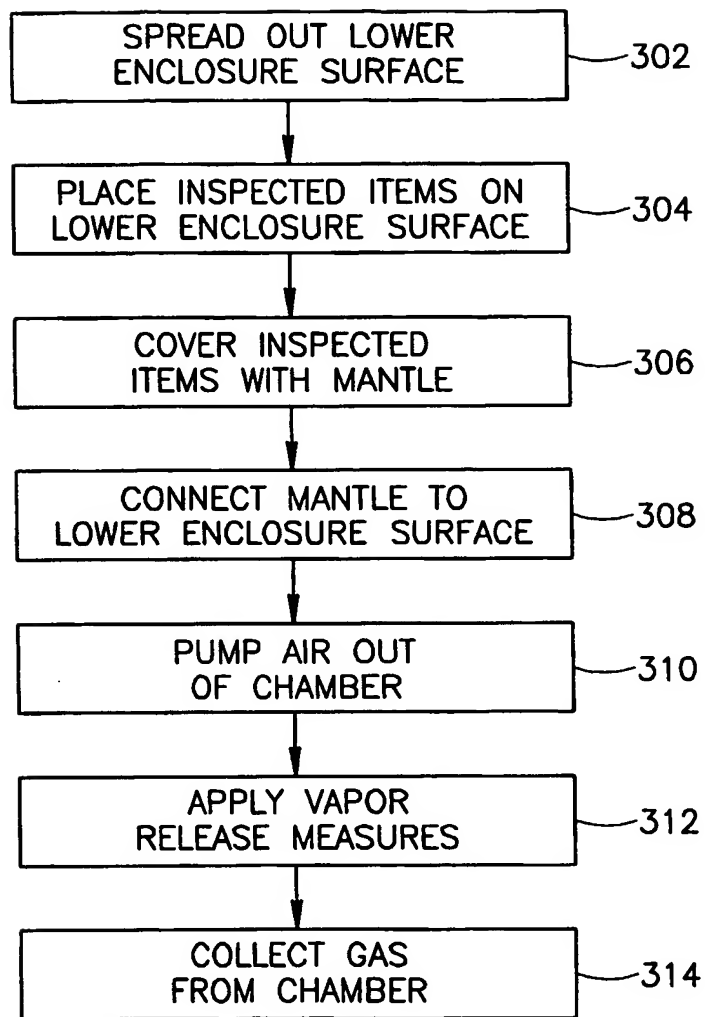 SPREAD OUT LOWER
ENCLOSURE SURFACE
302
PLACE INSPECTED ITEMS ON
LOWER ENCLOSURE SURFACE
304
COVER INSPECTED
ITEMS WITH MANTLE
306
CONNECT MANTLE TO
LOWER ENCLOSURE SURFACE
308
PUMP AIR OUT
OF CHAMBER
310
APPLY VAPOR
RELEASE MEASURES
312
COLLECT GAS
FROM CHAMBER
314